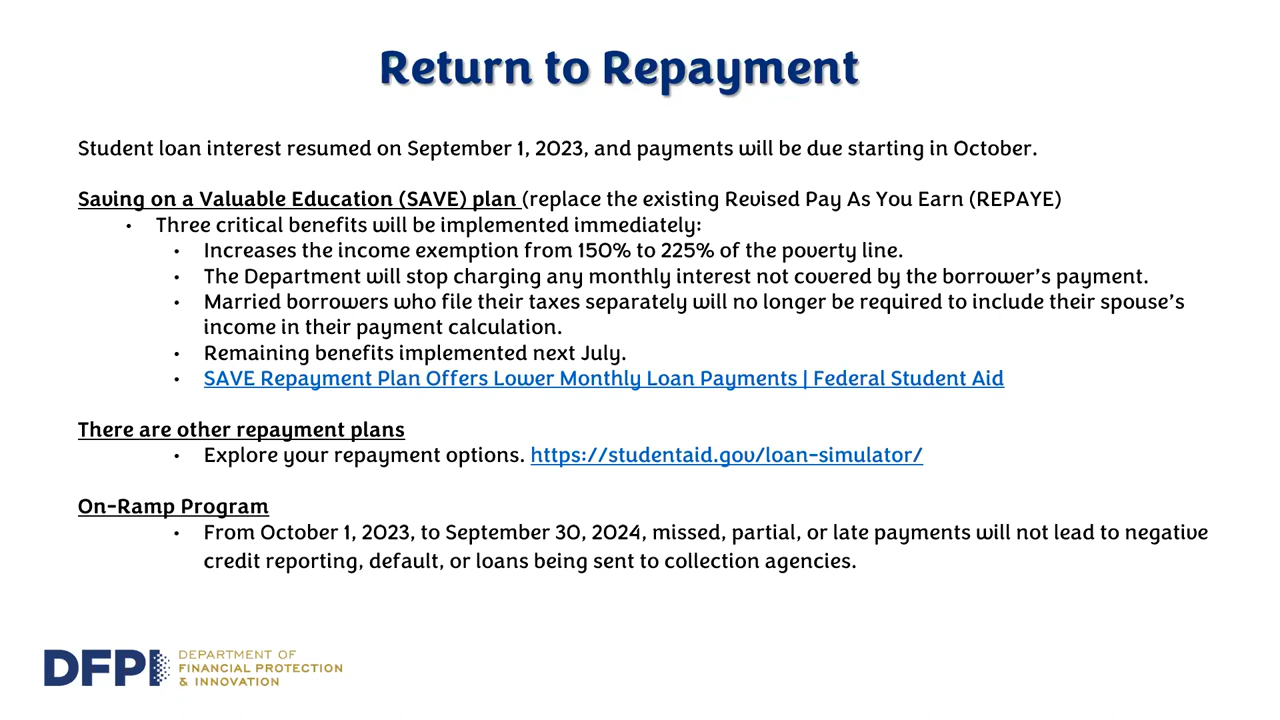 Return to Repayment
Student loan interest resumed on September 1, 2023, and payments will be due starting in October.
Saving on a Valuable Education (SAVE) plan (replace the existing Revised Pay As You Earn (REPAYE)
• Three critical benefits will be implemented immediately:
• Increases the income exemption from 150% to 225% of the poverty line.
• The Department will stop charging any monthly interest not covered by the borrower's payment.
• Married borrowers who file their taxes separately will no longer be required to include their spouse's
income in their payment calculation.
• Remaining benefits implemented next July.
• SAVE Repayment Plan Offers Lower Monthly Loan Payments | Federal Student Aid
There are other repayment plans
• Explore your repayment options. https://studentaid.gov/loan-simulator/
On-Ramp Program
• From October 1, 2023, to September 30, 2024, missed, partial, or late payments will not lead to negative
credit reporting, default, or loans being sent to collection agencies.
DFPI
DEPARTMENT OF
FINANCIAL PROTECTION
& INNOVATION